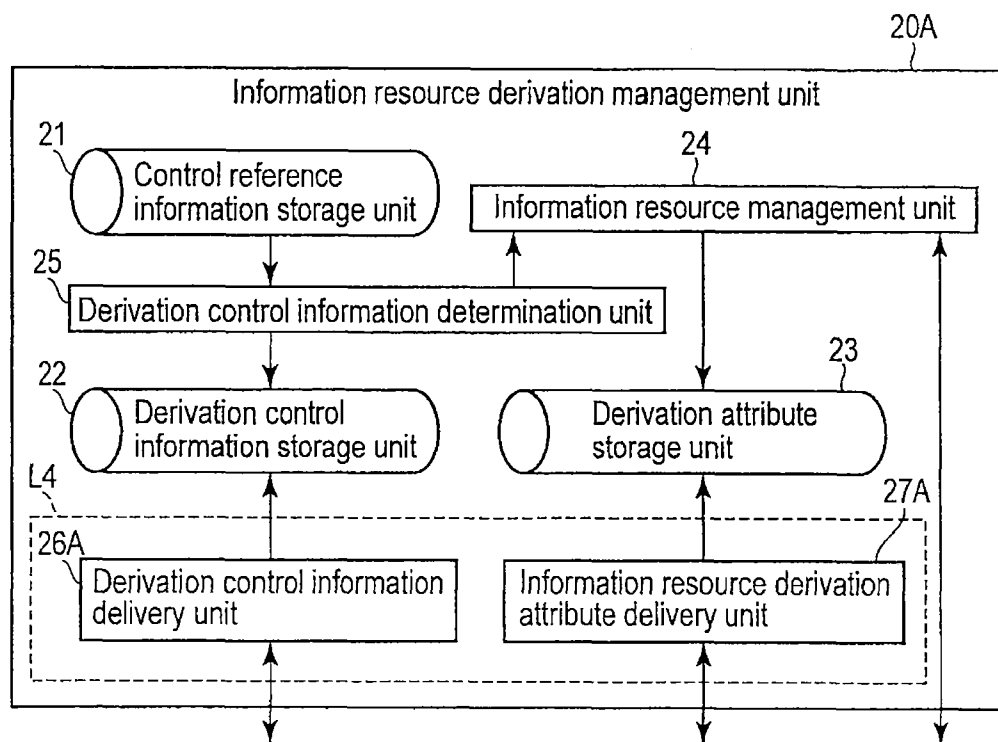 20A
Information resource derivation management unit
21
Control reference
information storage unit
24
Information resource management unit
25
Derivation control information determination unit
22
Derivation control
information storage unit
23
Derivation attribute
storage unit
L4
26A
Derivation control information
delivery unit
27A
Information resource derivation
attribute delivery unit